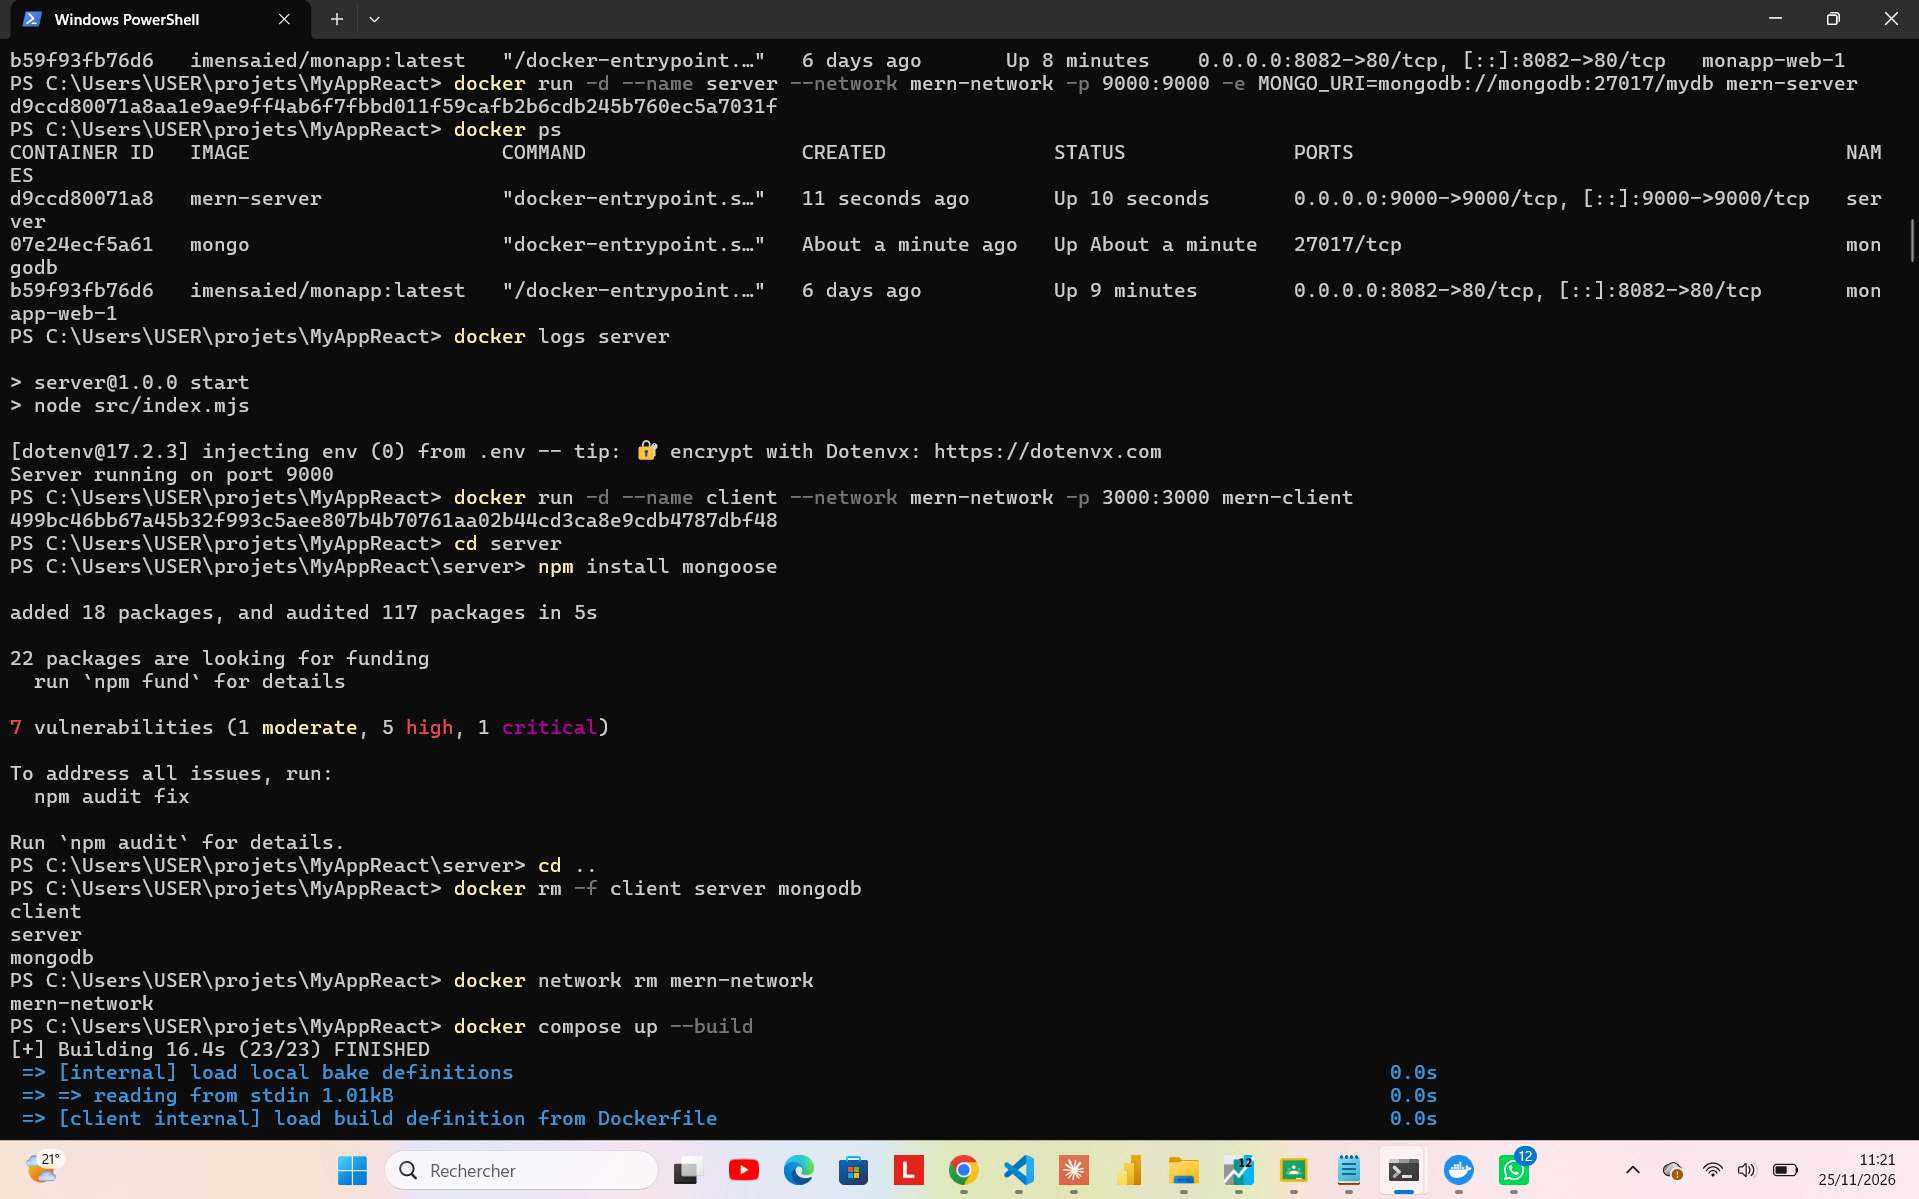 Windows PowerShell
b59f93fb76d6   imensaied/monapp:latest   "/docker-entrypoint.…"   6 days ago       Up 8 minutes    0.0.0.0:8082->80/tcp, [::]:8082->80/tcp   monapp-web-1
PS C:\Users\USER\projets\MyAppReact> docker run -d --name server --network mern-network -p 9000:9000 -e MONGO_URI=mongodb://mongodb:27017/mydb mern-server
d9ccd80071a8aa1e9ae9ff4ab6f7fbbd011f59cafb2b6cdb245b760ec5a7031f
PS C:\Users\USER\projets\MyAppReact> docker ps
CONTAINER ID   IMAGE                     COMMAND                  CREATED              STATUS              PORTS                                         NAM
ES
d9ccd80071a8   mern-server               "docker-entrypoint.s…"   11 seconds ago       Up 10 seconds       0.0.0.0:9000->9000/tcp, [::]:9000->9000/tcp   ser
ver
07e24ecf5a61   mongo                     "docker-entrypoint.s…"   About a minute ago   Up About a minute   27017/tcp                                     mon
godb
b59f93fb76d6   imensaied/monapp:latest   "/docker-entrypoint.…"   6 days ago           Up 9 minutes        0.0.0.0:8082->80/tcp, [::]:8082->80/tcp       mon
app-web-1
PS C:\Users\USER\projets\MyAppReact> docker logs server
> server@1.0.0 start
> node src/index.mjs
[dotenv@17.2.3] injecting env (0) from .env -- tip: 🔐 encrypt with Dotenvx: https://dotenvx.com
Server running on port 9000
PS C:\Users\USER\projets\MyAppReact> docker run -d --name client --network mern-network -p 3000:3000 mern-client
499bc46bb67a45b32f993c5aee807b4b70761aa02b44cd3ca8e9cdb4787dbf48
PS C:\Users\USER\projets\MyAppReact> cd server
PS C:\Users\USER\projets\MyAppReact\server> npm install mongoose
added 18 packages, and audited 117 packages in 5s
22 packages are looking for funding
  run `npm fund` for details
7 vulnerabilities (1 moderate, 5 high, 1 critical)
To address all issues, run:
  npm audit fix
Run `npm audit` for details.
PS C:\Users\USER\projets\MyAppReact\server> cd ..
PS C:\Users\USER\projets\MyAppReact> docker rm -f client server mongodb
client
server
mongodb
PS C:\Users\USER\projets\MyAppReact> docker network rm mern-network
mern-network
PS C:\Users\USER\projets\MyAppReact> docker compose up --build
[+] Building 16.4s (23/23) FINISHED
 => [internal] load local bake definitions                                                                         0.0s
 => => reading from stdin 1.01kB                                                                                   0.0s
 => [client internal] load build definition from Dockerfile                                                        0.0s
21°
Rechercher
L
12
12
11:21
25/11/2026